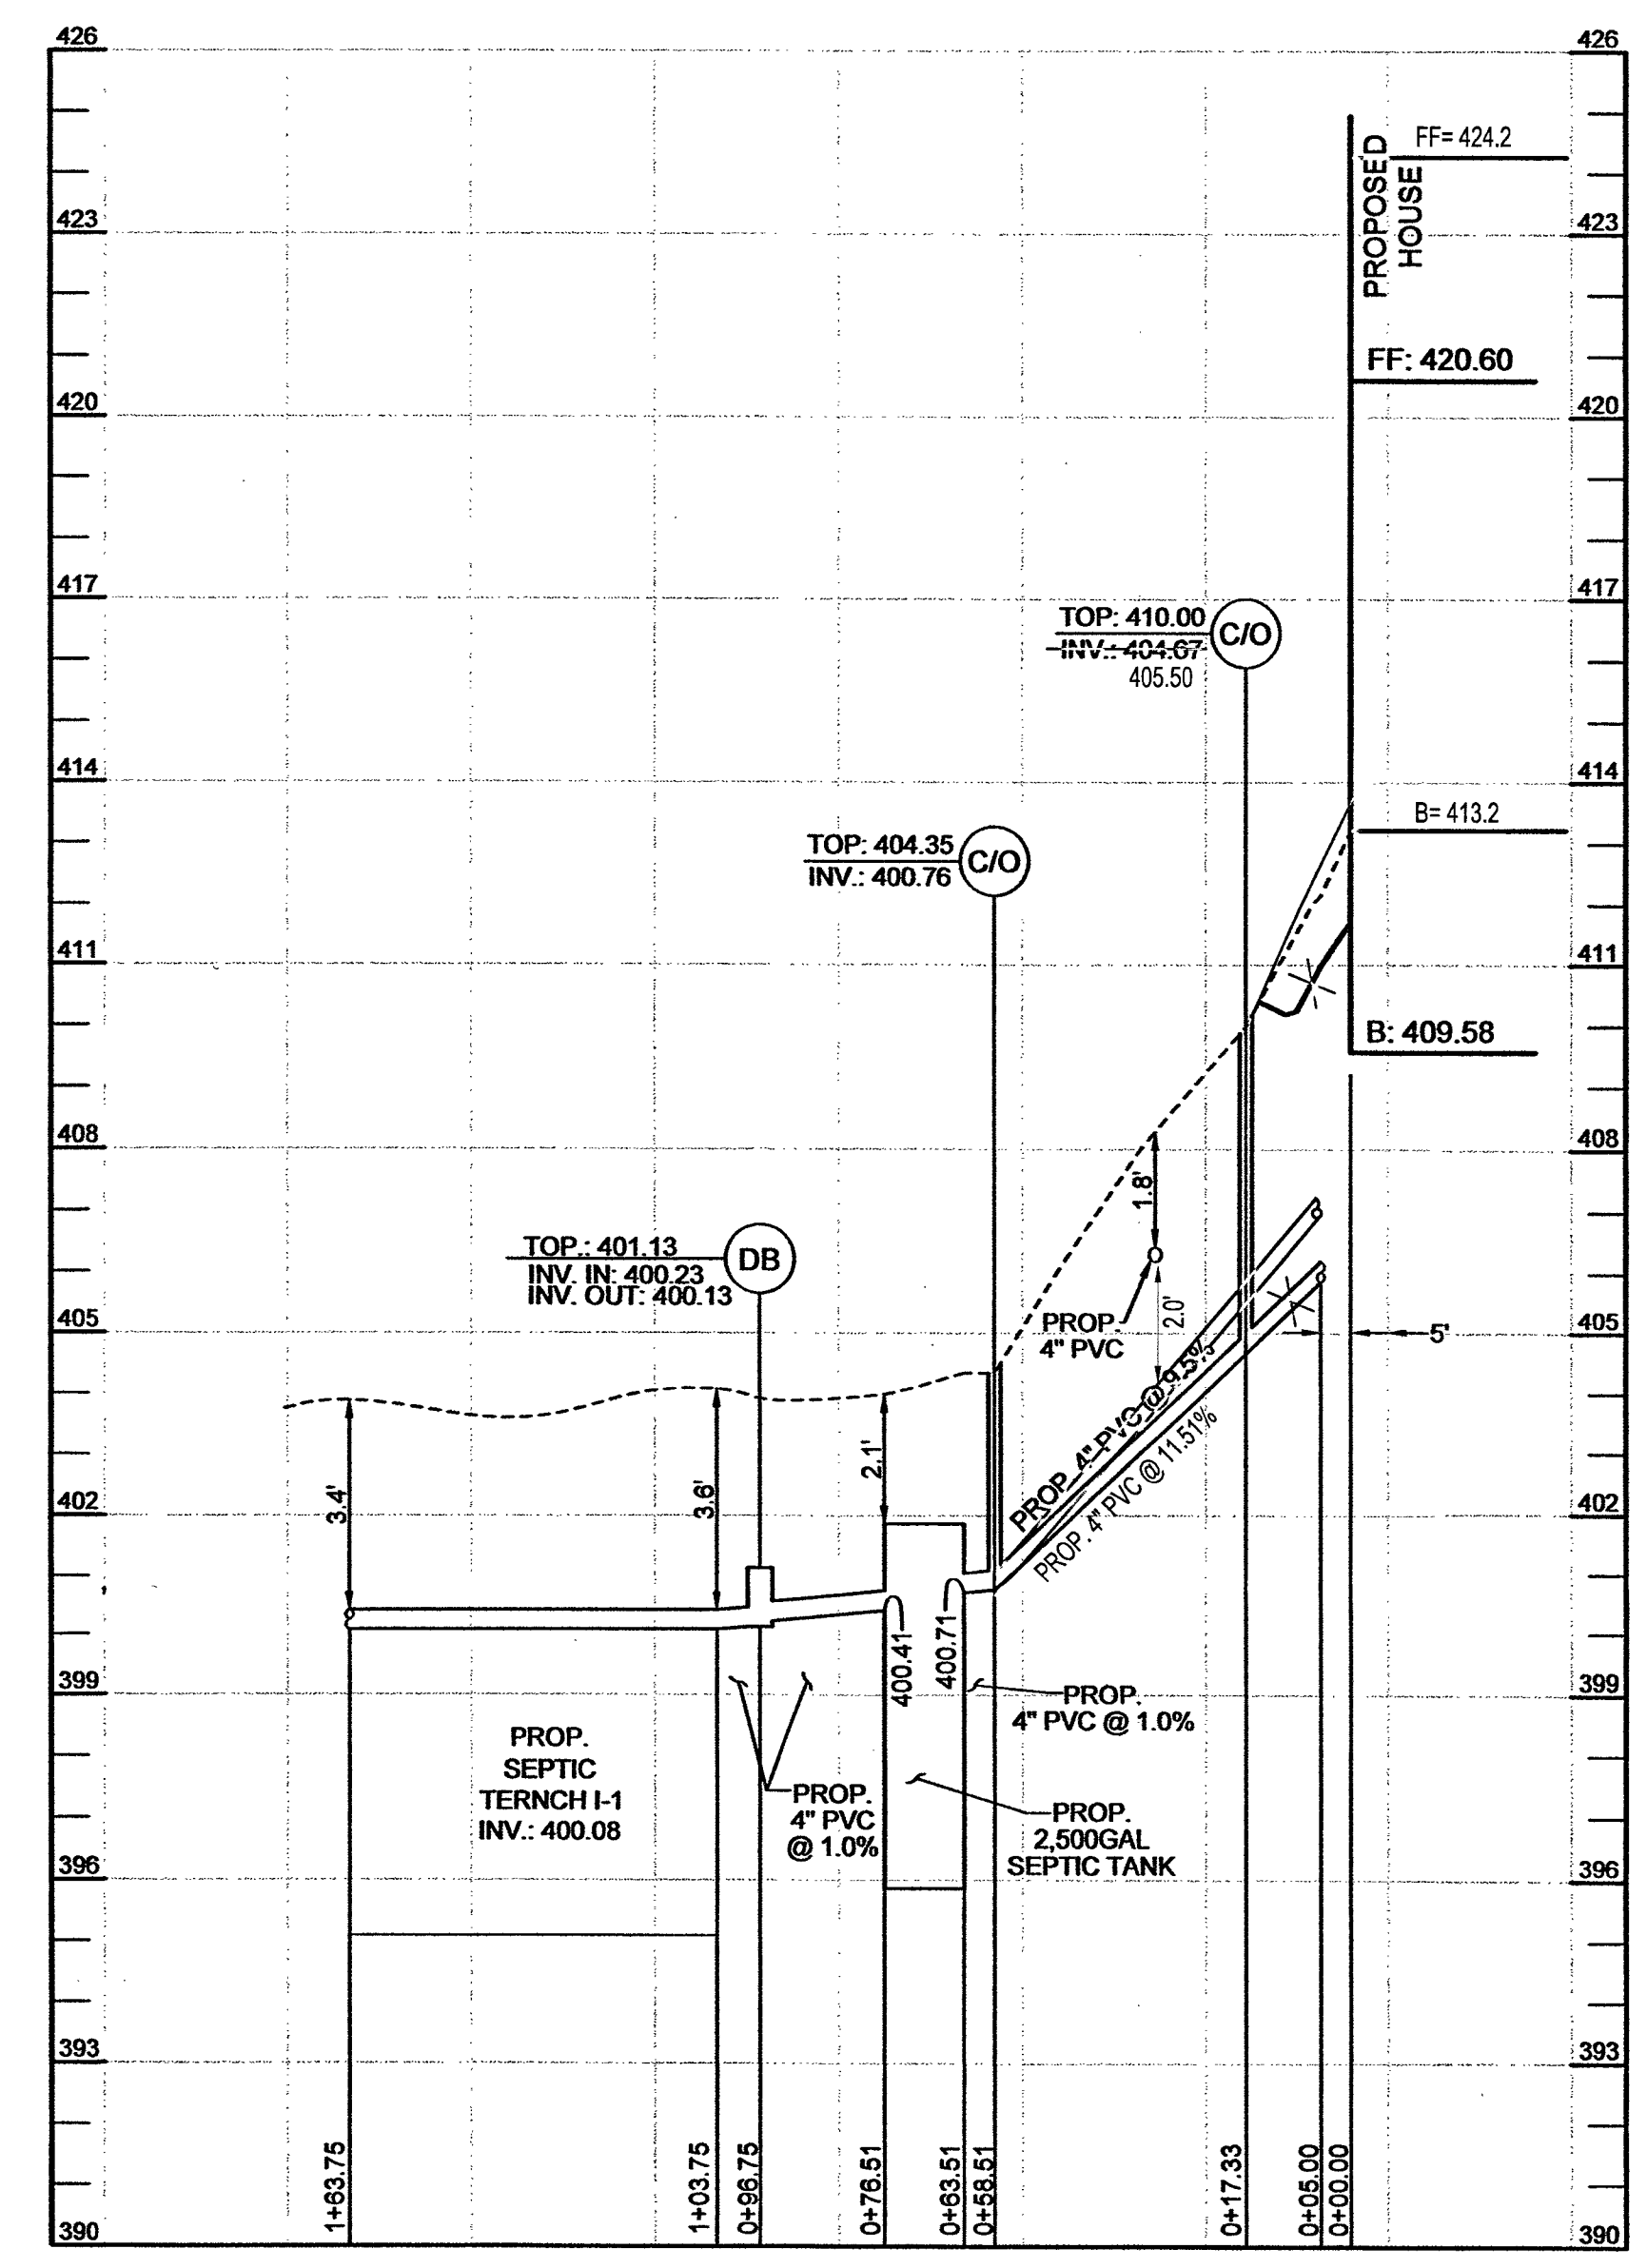 426
426
FF= 424.2
PROPOSED
HOUSE
423
423
FF: 420.60
420
420
417
417
TOP: 410.00
C/O
INV.: 404.67
405.50
414
414
B= 413.2
TOP: 404.35
C/O
INV.: 400.76
411
411
B: 409.58
408
408
1.8'
TOP.: 401.13
DB
INV. IN: 400.23
INV. OUT: 400.13
PROP.
4" PVC
2.0'
405
405
5'
PROP. 4" PVC @ 9.5%
PROP. 4" PVC @ 11.51%
3.4'
3.6'
2.1'
402
402
400.41
400.71
399
399
PROP.
4" PVC @ 1.0%
PROP.
SEPTIC
TERNCH I-1
INV.: 400.08
PROP.
4" PVC
@ 1.0%
PROP.
2,500GAL
SEPTIC TANK
396
396
393
393
1+63.75
1+03.75
0+96.75
0+76.51
0+63.51
0+58.51
0+17.33
0+05.00
0+00.00
390
390